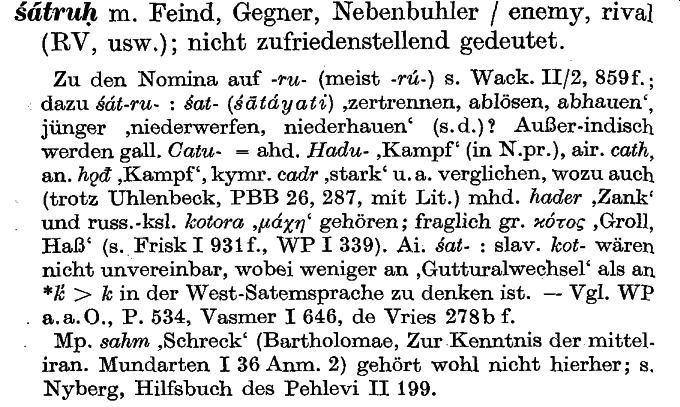 śátruḥ m. Feind, Gegner, Nebenbuhler / enemy, rival
(RV, usw.); nicht zufriedenstellend gedeutet.
Zu den Nomina auf -ru- (meist -rú-) s. Wack. II/2, 859f.;
dazu śát-ru- : śat- (śātáyati) ‚zertrennen, ablösen, abhauen‘,
jünger ‚niederwerfen, niederhauen‘ (s.d.)? Außer-indisch
werden gall. Catu- = ahd. Hadu- ‚Kampf‘ (in N.pr.), air. cath,
an. hǫđ ‚Kampf‘, kymr. cadr ‚stark‘ u. a. verglichen, wozu auch
(trotz Uhlenbeck, PBB 26, 287, mit Lit.) mhd. hader ‚Zank‘
und russ.-ksl. kotora ‚μάχη‘ gehören; fraglich gr. κότος ‚Groll,
Haß‘ (s. Frisk I 931f., WP I 339). Ai. śat- : slav. kot- wären
nicht unvereinbar, wobei weniger an ‚Gutturalwechsel‘ als an
*k̑ > k in der West-Satemsprache zu denken ist. — Vgl. WP
a. a. O., P. 534, Vasmer I 646, de Vries 278b f.
Mp. sahm ‚Schreck‘ (Bartholomae, Zur Kenntnis der mittel-
iran. Mundarten I 36 Anm. 2) gehört wohl nicht hierher; s.
Nyberg, Hilfsbuch des Pehlevi II 199.